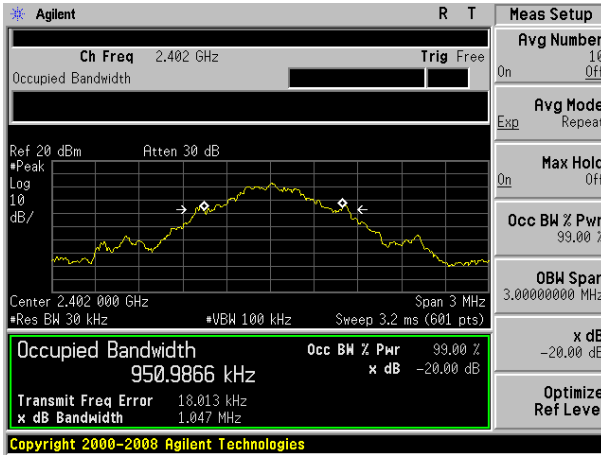 Agilent R T Meas Setup
Avg Number
10
On Off
Ch Freq 2.402 GHz Trig Free
Occupied Bandwidth
Avg Mode
Exp Repeat
Ref 20 dBm Atten 30 dB
#Peak
Log
10
dB/
Max Hold
On Off
Occ BW % Pwr
99.00 %
OBW Span
3.00000000 MHz
Center 2.402 000 GHz Span 3 MHz
#Res BW 30 kHz #VBW 100 kHz Sweep 3.2 ms (601 pts)
Occupied Bandwidth Occ BW % Pwr 99.00 %
950.9866 kHz x dB -20.00 dB
Transmit Freq Error 18.013 kHz
x dB Bandwidth 1.047 MHz
x dB
-20.00 dB
Optimize
Ref Level
Copyright 2000-2008 Agilent Technologies